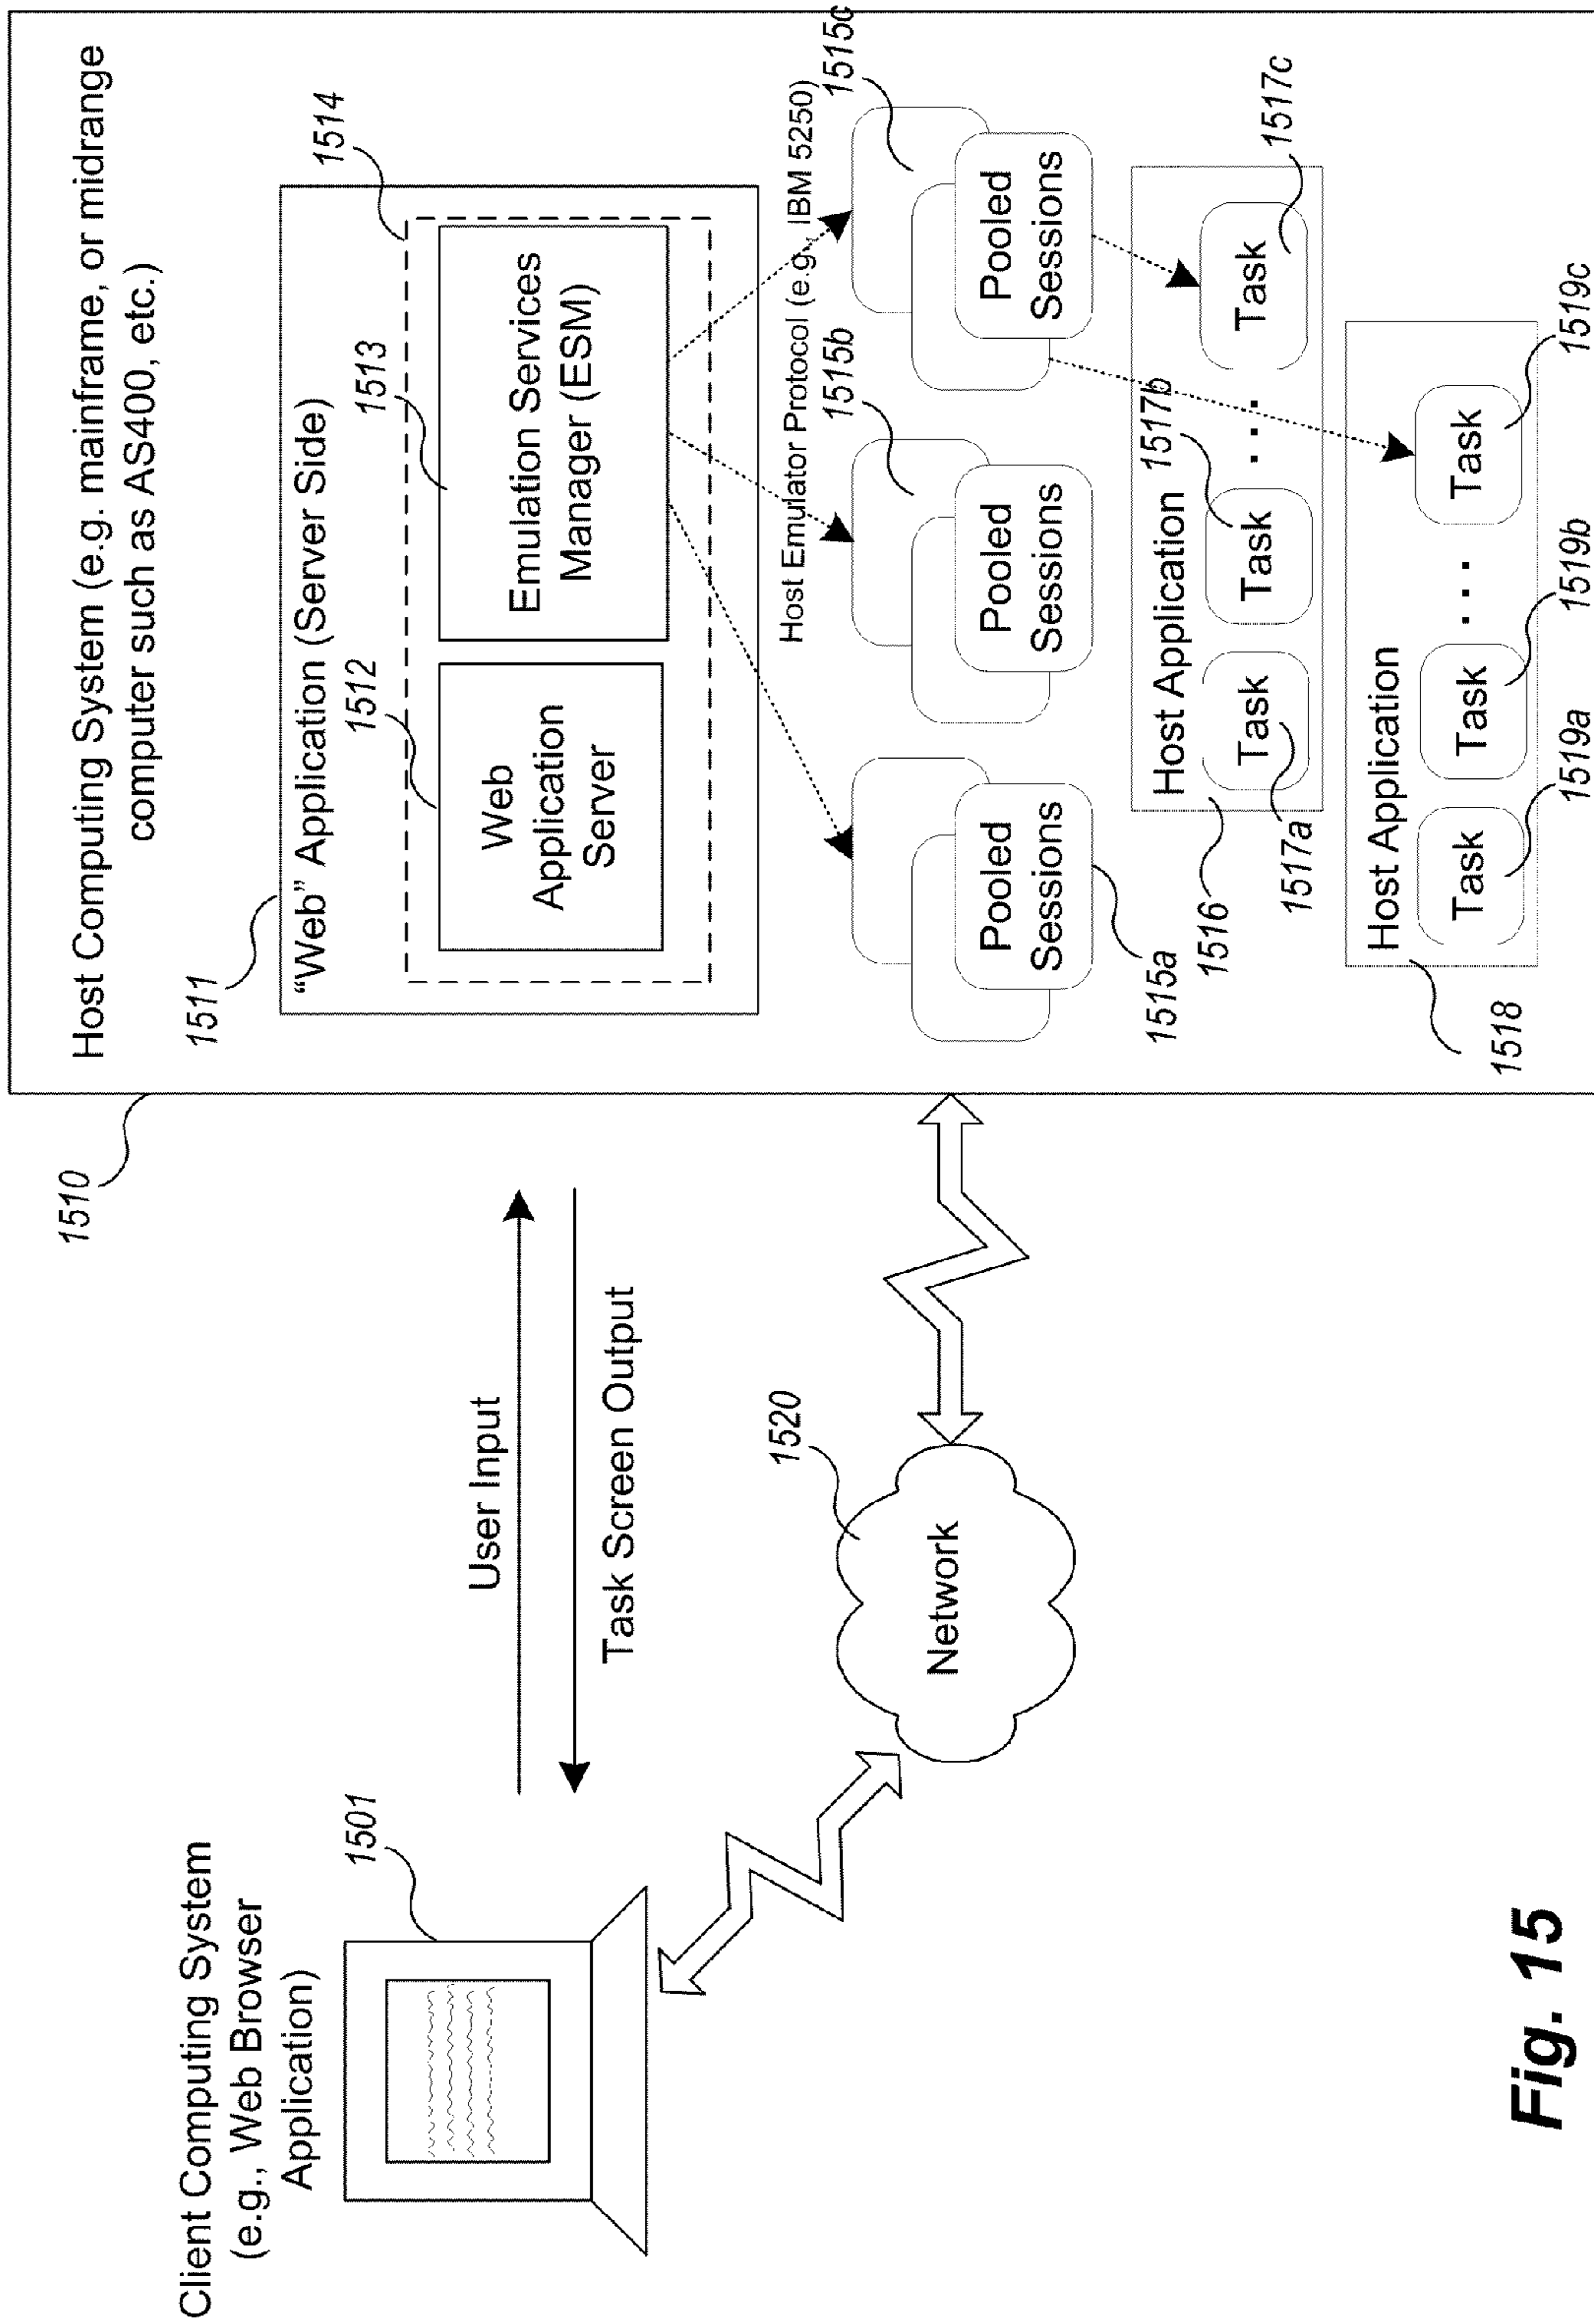 Client Computing System
(e.g., Web Browser
Application)
1501
User Input
Task Screen Output
Network
1520
1510
Host Computing System (e.g. mainframe, or midrange
computer such as AS400, etc.)
1511
“Web” Application (Server Side)
1512
1513
1514
Web
Application
Server
Emulation Services
Manager (ESM)
Host Emulator Protocol (e.g., IBM 5250)
1515b
1515c
Pooled
Sessions
Pooled
Sessions
Pooled
Sessions
1515a
Host Application
1517b
Task
Task
...
Task
1516
1517a
1517c
Host Application
Task
Task
...
Task
1518
1519a
1519b
1519c
Fig. 15